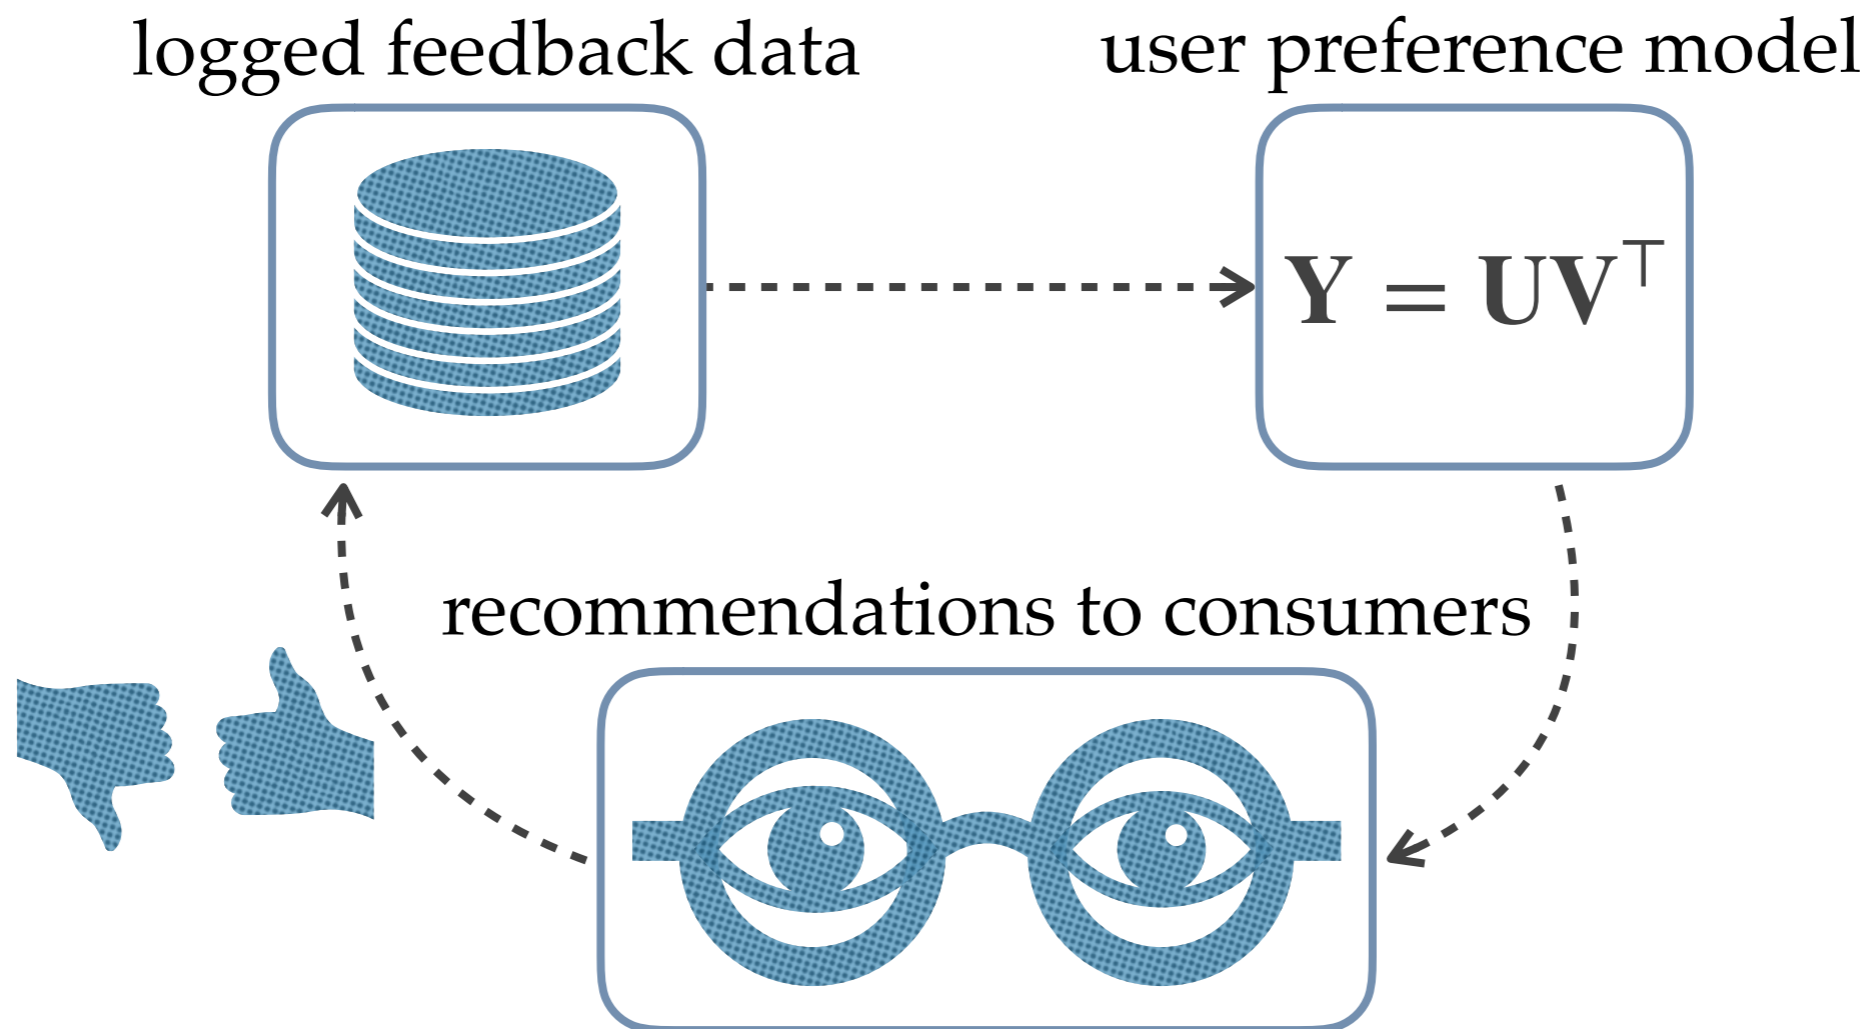 logged feedback data
user preference model
Y = UV⊤
recommendations to consumers